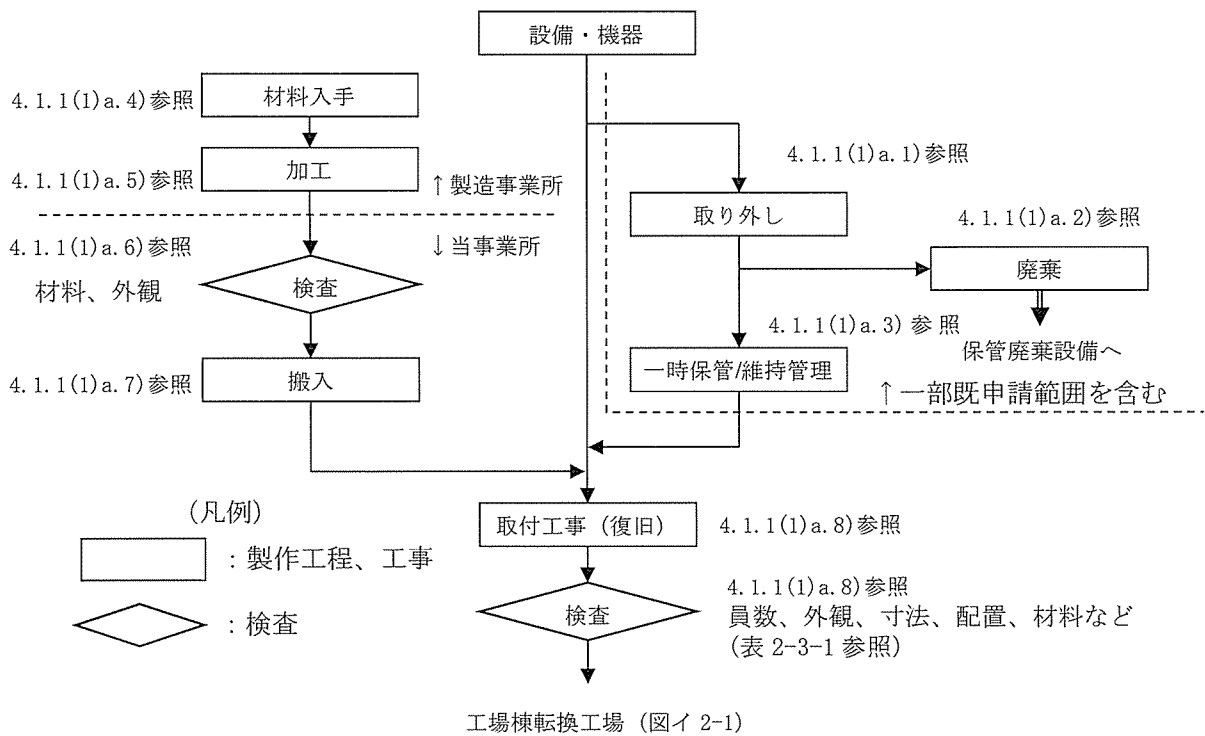 設備・機器
4.1.1(1)a.4)参照
材料入手
4.1.1(1)a.1)参照
4.1.1(1)a.5)参照
加工
↑製造事業所
取り外し
4.1.1(1)a.2)参照
4.1.1(1)a.6)参照
↓当事業所
材料、外観
検査
廃棄
4.1.1(1)a.3) 参 照
保管廃棄設備へ
4.1.1(1)a.7)参照
搬入
一時保管/維持管理
↑一部既申請範囲を含む
(凡例)
:製作工程、工事
:検査
取付工事 (復旧)
4.1.1(1)a.8)参照
検査
4.1.1(1)a.8)参照
員数、外観、寸法、配置、材料など
(表 2-3-1 参照)
工場棟転換工場 (図イ 2-1)